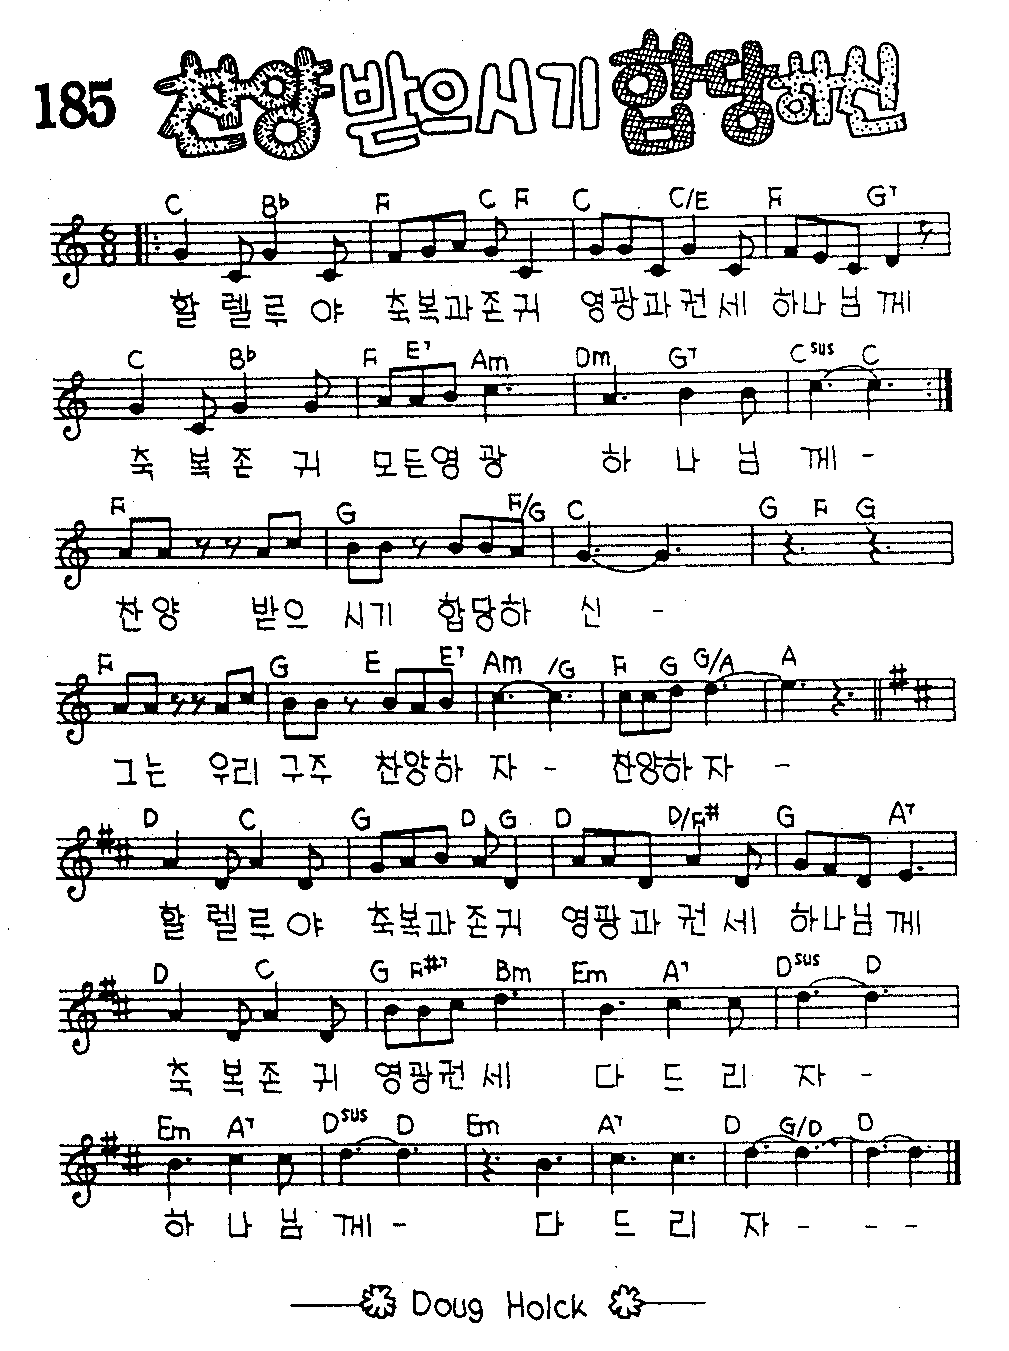 185 찬양 받으시기 합당하신
C B♭ F C F C C/E F G7
할 렐 루 야 축복과존귀 영광과 권 세 하나님께
C B♭ F E7 Am Dm G7 Csus C
축 복 존 귀 모든영 광 하 나 님 께 -
F G F/G C G F G
찬양 받으 시기 합당하 신 -
F G E E7 Am /G F G G/A A
그는 우리 구주 찬양하 자 - 찬양하 자 -
D C G D G D D/F# G A7
할 렐 루 야 축복과존귀 영광과 권 세 하나님께
D C G F#7 Bm Em A7 Dsus D
축 복 존 귀 영광권 세 다 드 리 자 -
Em A7 Dsus D Em A7 D G/D D
하 나 님 께 - 다 드 리 자 - - -
Doug Holck